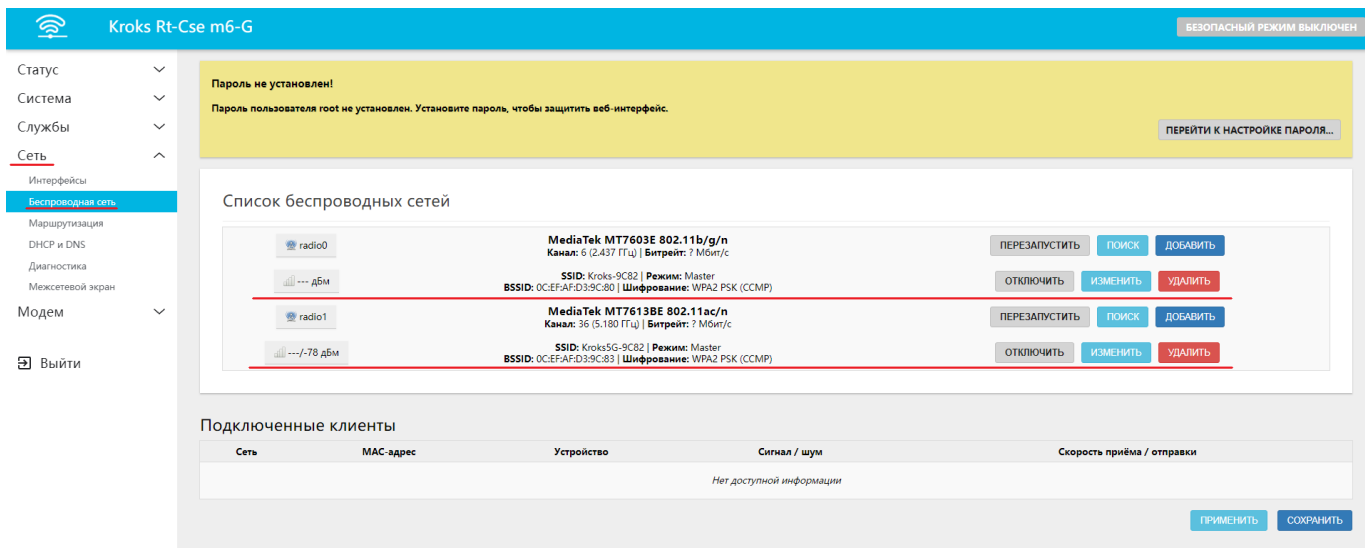 Kroks Rt-Cse m6-G
БЕЗОПАСНЫЙ РЕЖИМ ВЫКЛЮЧЕН
Статус
Система
Службы
Сеть
Интерфейсы
Беспроводная сеть
Маршрутизация
DHCP и DNS
Диагностика
Межсетевой экран
Модем
Выйти
Пароль не установлен!
Пароль пользователя root не установлен. Установите пароль, чтобы защитить веб-интерфейс.
ПЕРЕЙТИ К НАСТРОЙКЕ ПАРОЛЯ...
Список беспроводных сетей
radio0
MediaTek MT7603E 802.11b/g/n
Канал: 6 (2.437 ГГц) | Битрейт: ? Мбит/с
ПЕРЕЗАПУСТИТЬ ПОИСК ДОБАВИТЬ
--- дБм
SSID: Kroks-9C82 | Режим: Master
BSSID: 0C:EF:AF:D3:9C:80 | Шифрование: WPA2 PSK (CCMP)
ОТКЛЮЧИТЬ ИЗМЕНИТЬ УДАЛИТЬ
radio1
MediaTek MT7613BE 802.11ac/n
Канал: 36 (5.180 ГГц) | Битрейт: ? Мбит/с
ПЕРЕЗАПУСТИТЬ ПОИСК ДОБАВИТЬ
---/-78 дБм
SSID: Kroks5G-9C82 | Режим: Master
BSSID: 0C:EF:AF:D3:9C:83 | Шифрование: WPA2 PSK (CCMP)
ОТКЛЮЧИТЬ ИЗМЕНИТЬ УДАЛИТЬ
Подключенные клиенты
Сеть MAC-адрес Устройство Сигнал / шум Скорость приёма / отправки
Нет доступной информации
ПРИМЕНИТЬ СОХРАНИТЬ